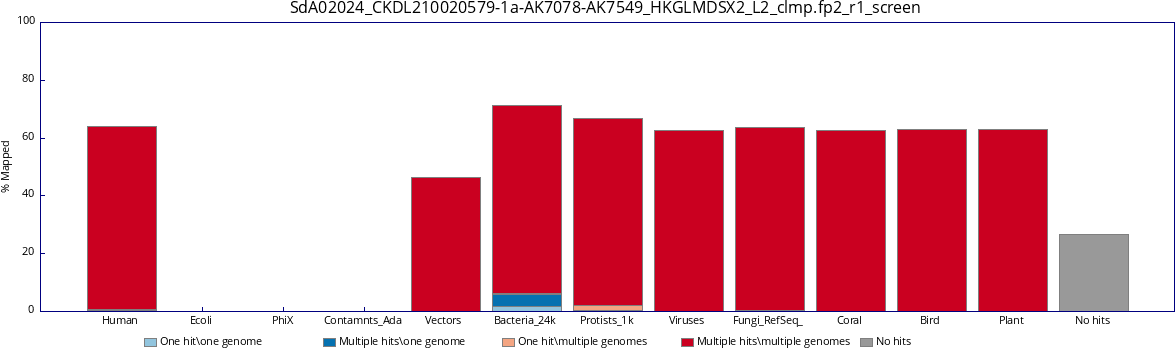 SdA02024_CKDL210020579-1a-AK7078-AK7549_HKGLMDSX2_L2_clmp.fp2_r1_screen
100
80
60
40
20
0
% Mapped
Human Ecoli PhiX Contamnts_Ada Vectors Bacteria_24k Protists_1k Viruses Fungi_RefSeq_ Coral Bird Plant No hits
One hit\one genome Multiple hits\one genome One hit\multiple genomes Multiple hits\multiple genomes No hits